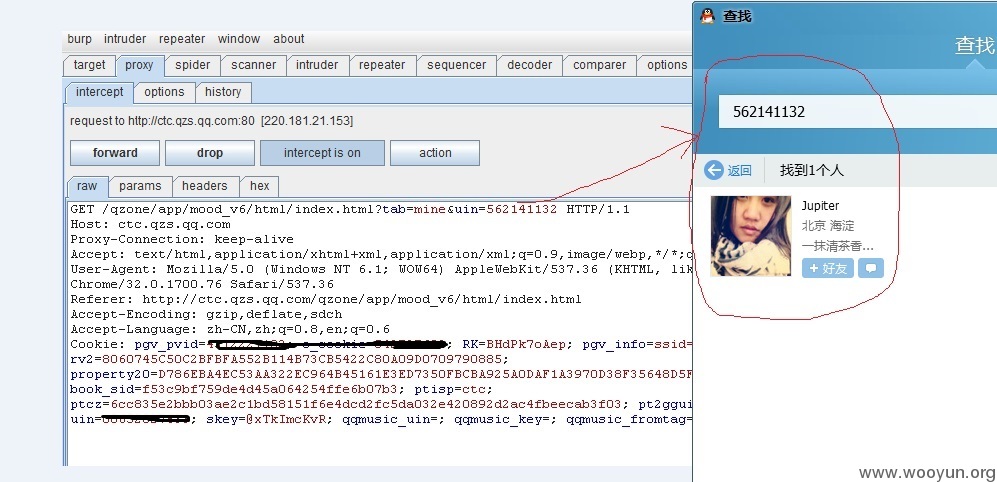 burp intruder repeater window about
target proxy spider scanner intruder repeater sequencer decoder comparer options
intercept options history
request to http://ctc.qzs.qq.com:80 [220.181.21.153]
forward drop intercept is on action
raw params headers hex
GET /qzone/app/mood_v6/html/index.html?tab=mine&uin=562141132 HTTP/1.1
Host: ctc.qzs.qq.com
Proxy-Connection: keep-alive
Accept: text/html,application/xhtml+xml,application/xml;q=0.9,image/webp,*/*;q
User-Agent: Mozilla/5.0 (Windows NT 6.1; WOW64) AppleWebKit/537.36 (KHTML, lik
Chrome/32.0.1700.76 Safari/537.36
Referer: http://ctc.qzs.qq.com/qzone/app/mood_v6/html/index.html
Accept-Encoding: gzip,deflate,sdch
Accept-Language: zh-CN,zh;q=0.8,en;q=0.6
Cookie: pgv_pvid= RK=BHdPk7oAep; pgv_info=ssid=
rv2=8060745C50C2BFBFA552B114B73CB5422C80A09D0709790885;
property20=D786EBA4EC53AA322EC964B45161E3ED7350FBCBA925A0DAF1A3970D38F35648D5F
book_sid=f53c9bf759de4d45a064254ffe6b07b3; ptisp=ctc;
ptcz=6cc835e2bbb03ae2c1bd58151f6e4dcd2fc5da032e420892d2ac4fbeecab3f03; pt2ggui
uin= skey=@xTkImcKvR; qqmusic_uin=; qqmusic_key=; qqmusic_fromtag=
查找
查找
562141132
返回 找到1个人
Jupiter
北京 海淀
一抹清茶香...
+ 好友
www.wooyun.org